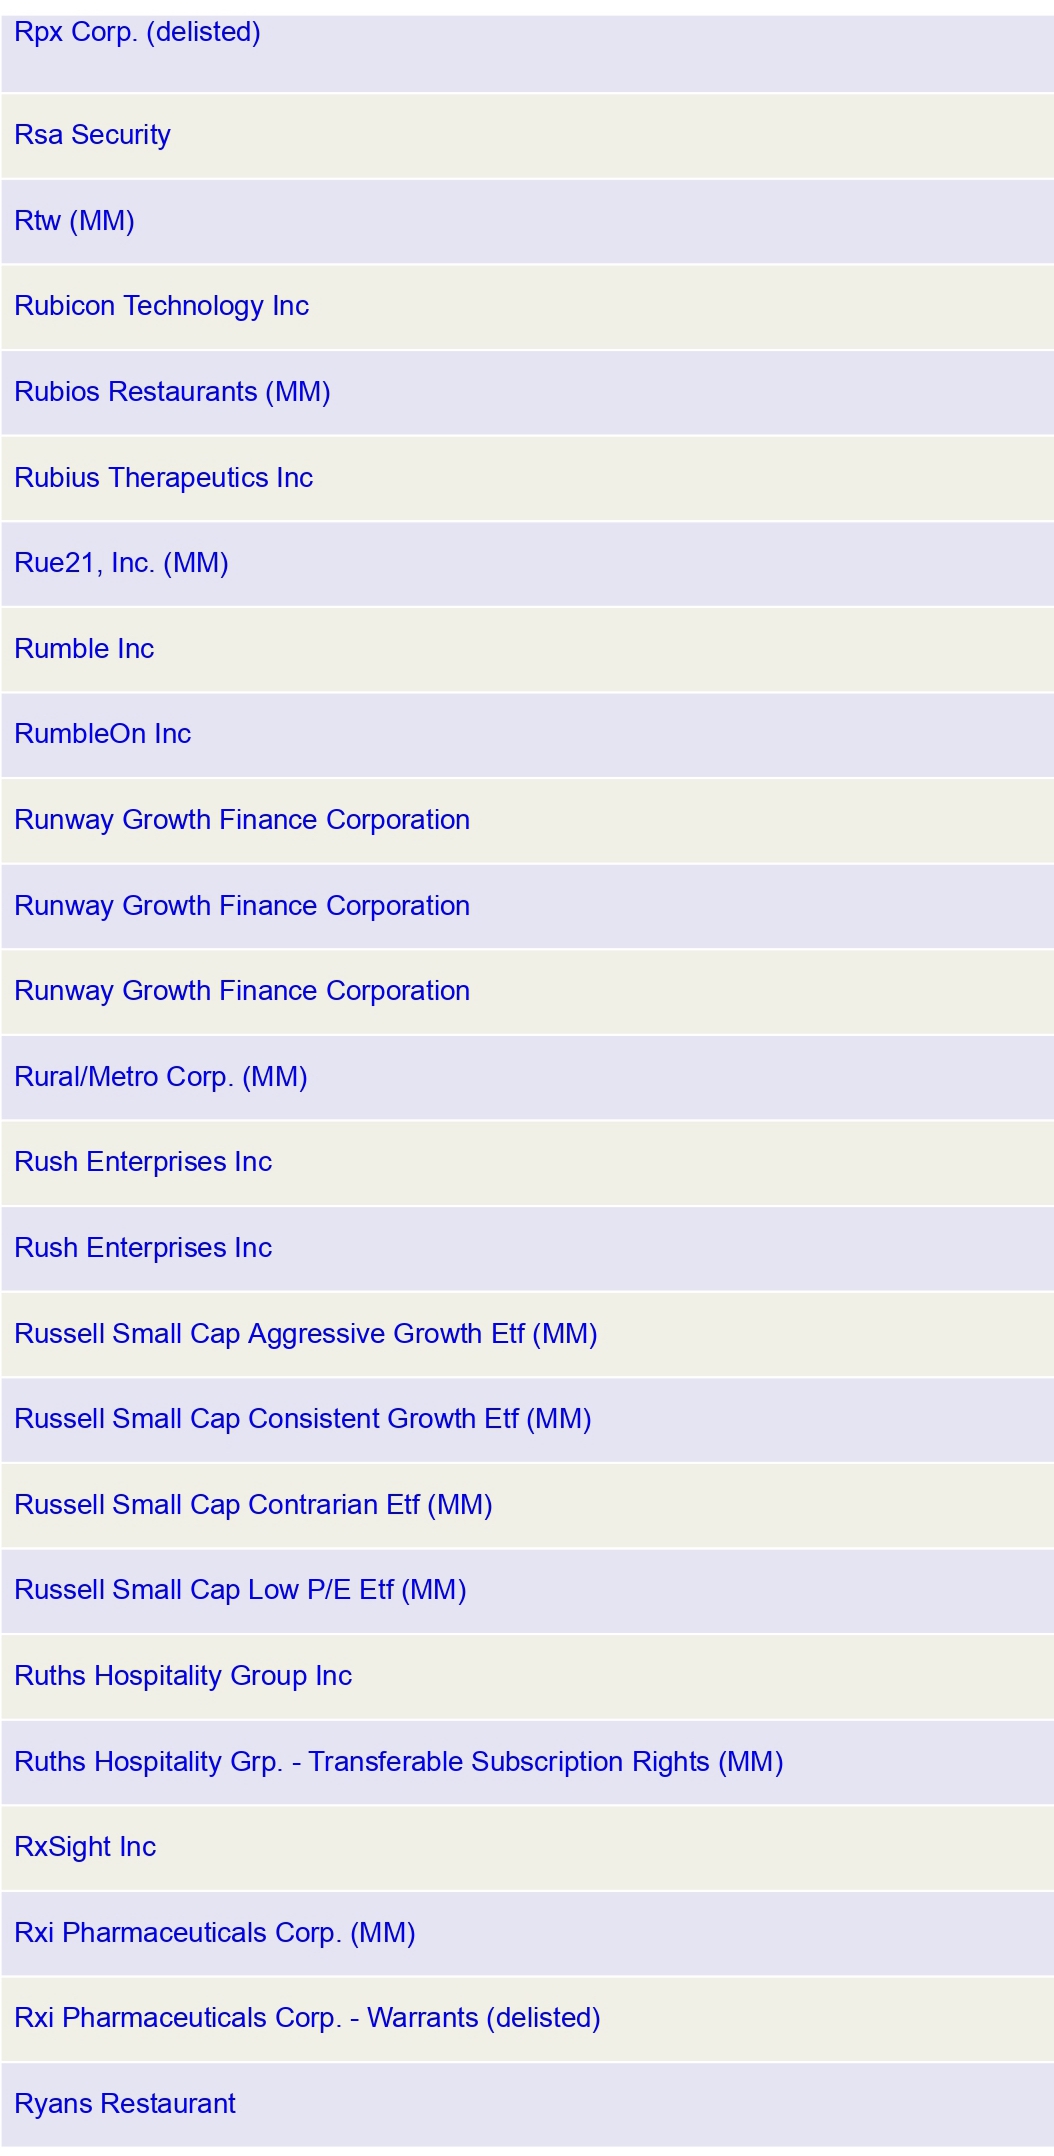 Rpx Corp. (delisted)
Rsa Security
Rtw (MM)
Rubicon Technology Inc
Rubios Restaurants (MM)
Rubius Therapeutics Inc
Rue21, Inc. (MM)
Rumble Inc
RumbleOn Inc
Runway Growth Finance Corporation
Runway Growth Finance Corporation
Runway Growth Finance Corporation
Rural/Metro Corp. (MM)
Rush Enterprises Inc
Rush Enterprises Inc
Russell Small Cap Aggressive Growth Etf (MM)
Russell Small Cap Consistent Growth Etf (MM)
Russell Small Cap Contrarian Etf (MM)
Russell Small Cap Low P/E Etf (MM)
Ruths Hospitality Group Inc
Ruths Hospitality Grp. - Transferable Subscription Rights (MM)
RxSight Inc
Rxi Pharmaceuticals Corp. (MM)
Rxi Pharmaceuticals Corp. - Warrants (delisted)
Ryans Restaurant